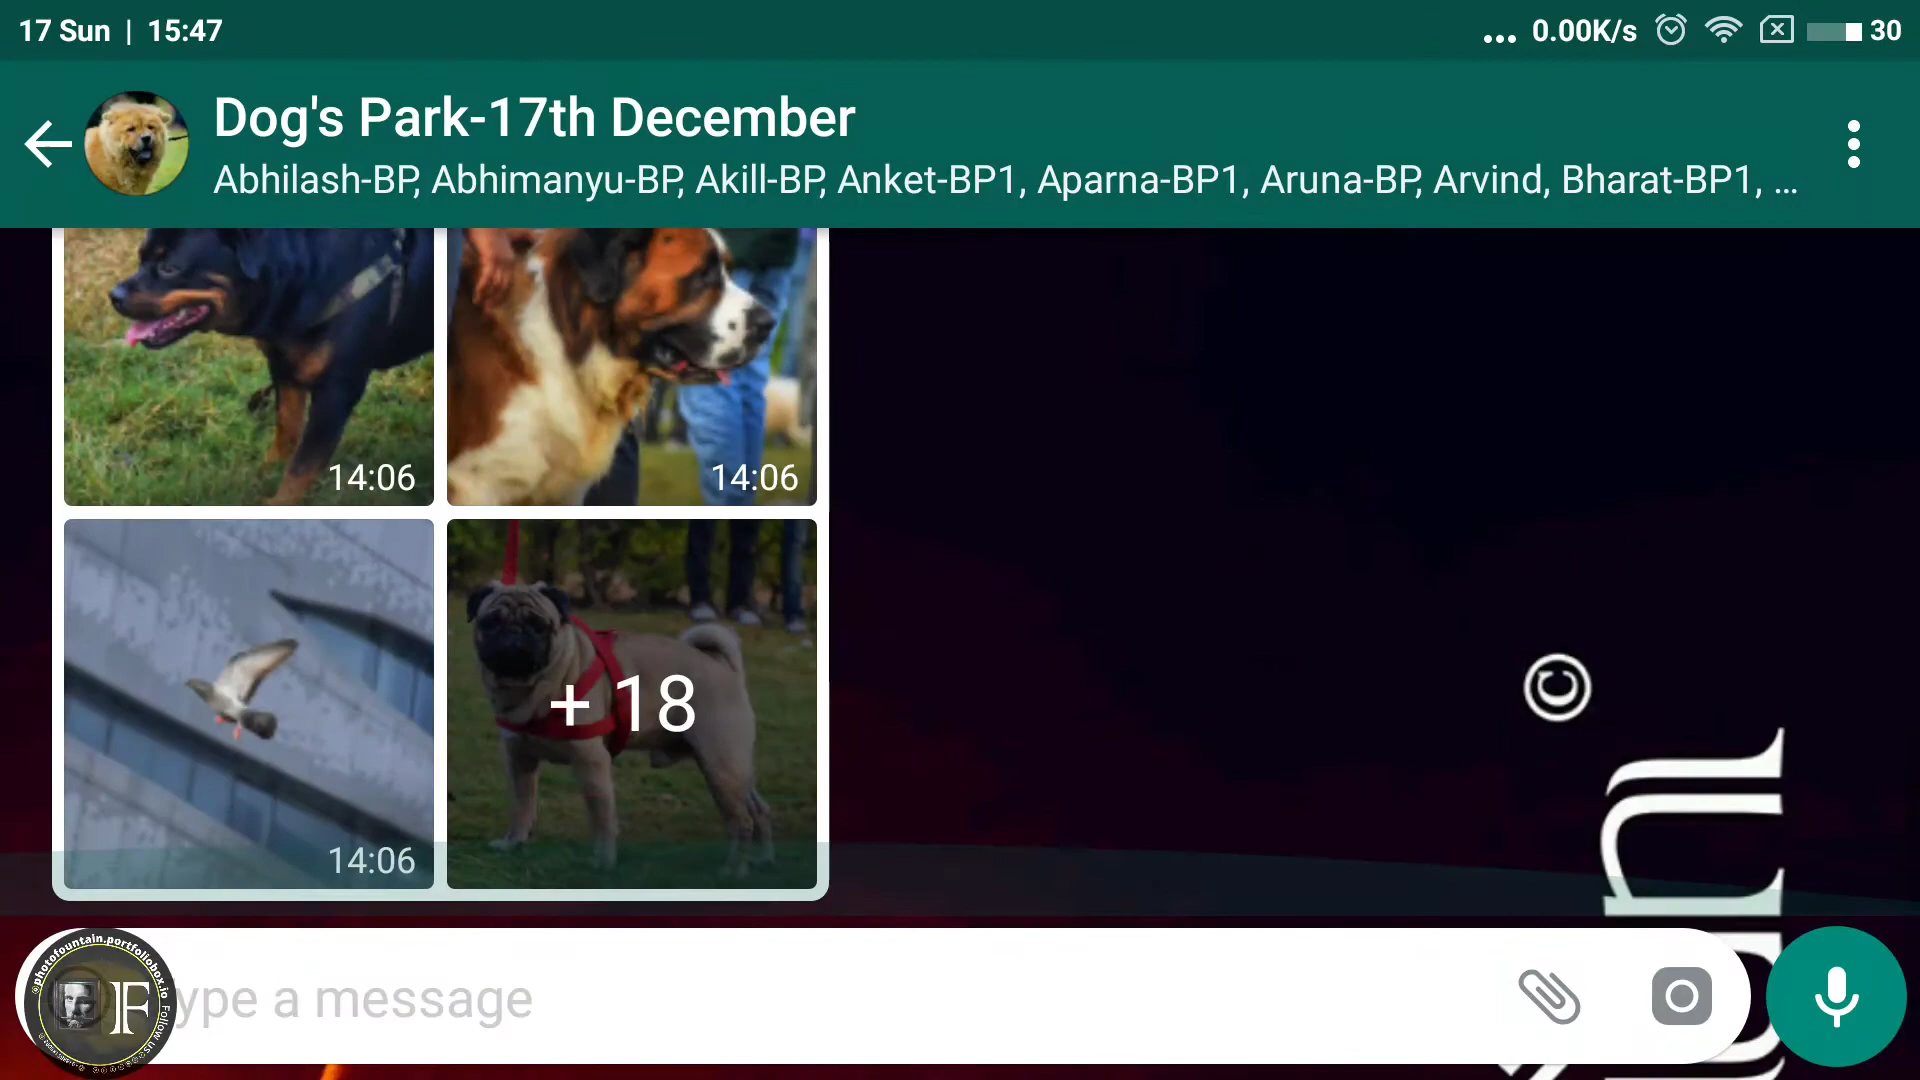 17 Sun | 15:47
... 0.00K/s 30
Dog's Park-17th December
Abhilash-BP, Abhimanyu-BP, Akill-BP, Anket-BP1, Aparna-BP1, Aruna-BP, Arvind, Bharat-BP1, ...
14:06
14:06
14:06
+ 18
©
ype a message
@photofountain.portfoliobox.io Follow US
F